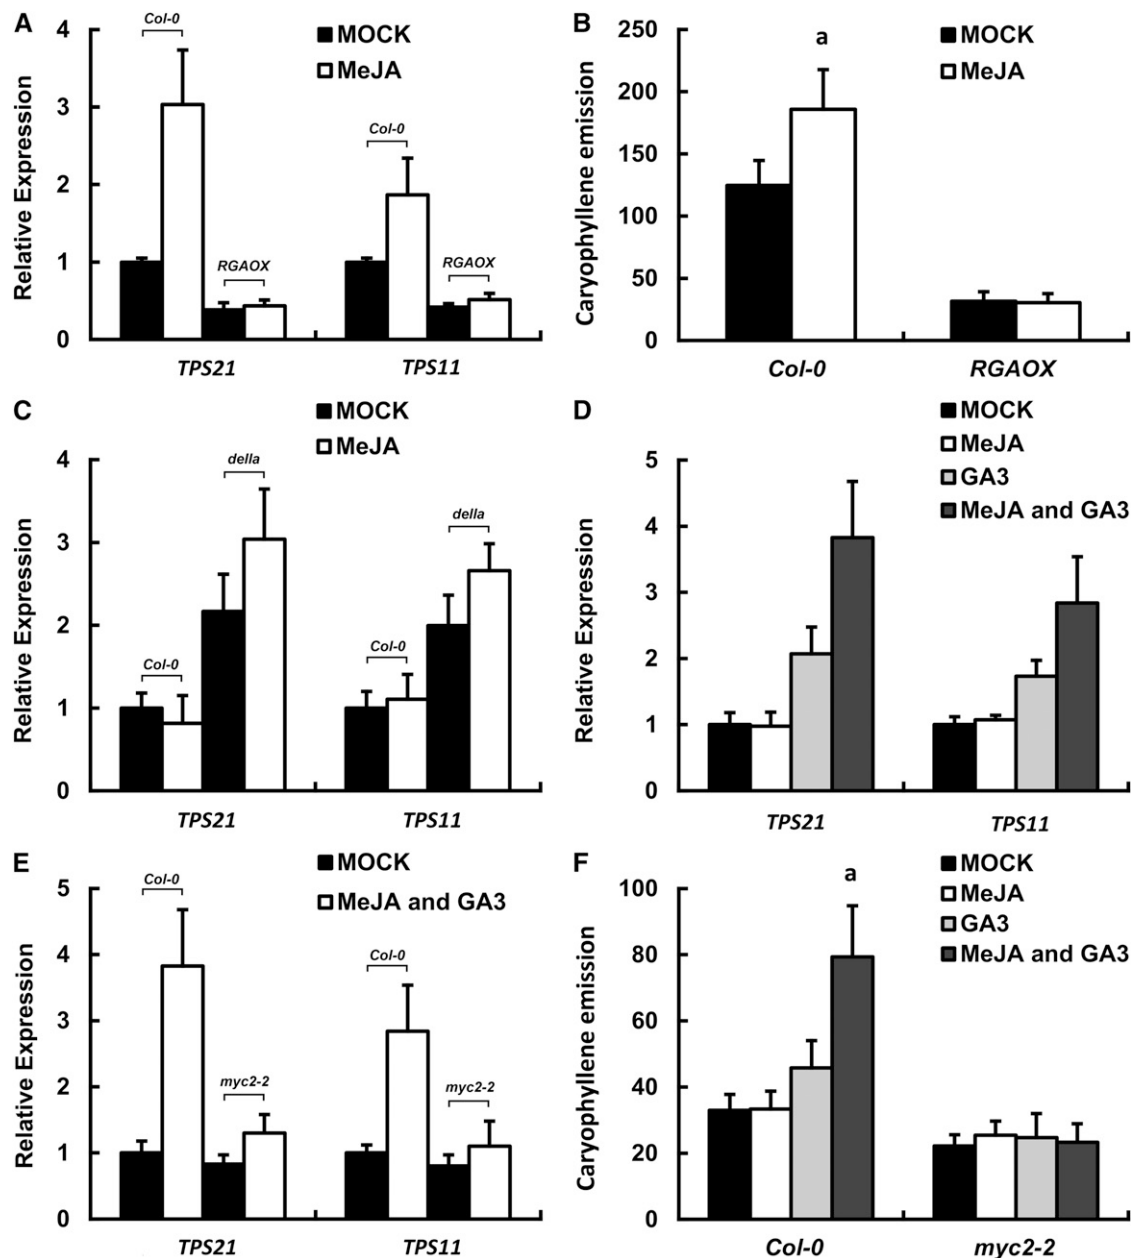 A
Relative Expression
4
3
2
1
0
Col-0
RGAOX
Col-0
RGAOX
MOCK
MeJA
TPS21
TPS11
B
Caryophyllene emission
250
200
150
100
50
0
a
MOCK
MeJA
Col-0
RGAOX
C
Relative Expression
4
3
2
1
0
Col-0
della
Col-0
della
MOCK
MeJA
TPS21
TPS11
D
Relative Expression
5
4
3
2
1
0
MOCK
MeJA
GA3
MeJA and GA3
TPS21
TPS11
E
Relative Expression
5
4
3
2
1
0
Col-0
myc2-2
Col-0
myc2-2
MOCK
MeJA and GA3
TPS21
TPS11
F
Caryophyllene emission
100
80
60
40
20
0
a
MOCK
MeJA
GA3
MeJA and GA3
Col-0
myc2-2